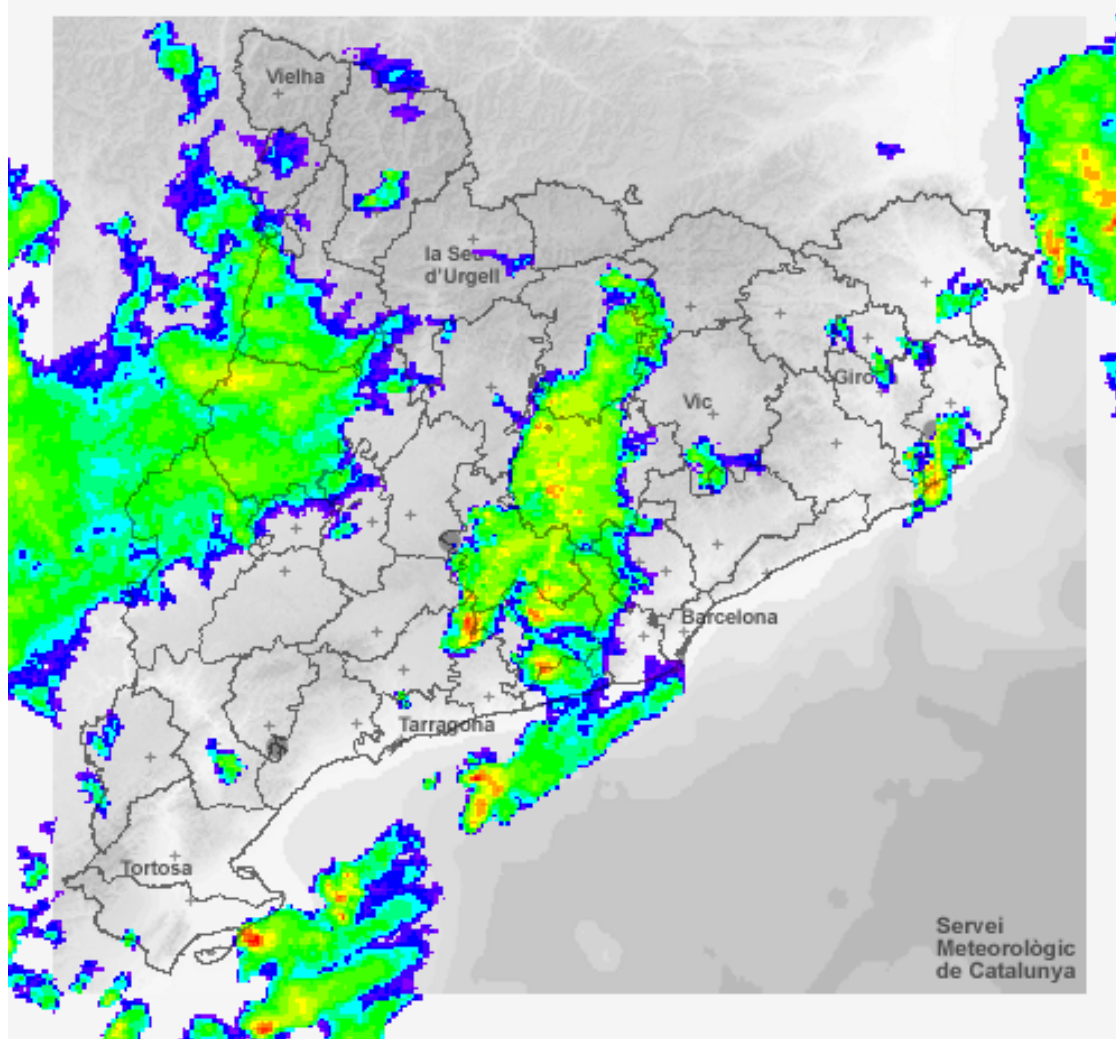 Vielha
la Seu
d'Urgell
Giro
Vic
Barcelona
Tarragona
Tortosa
Servei
Meteorològic
de Catalunya